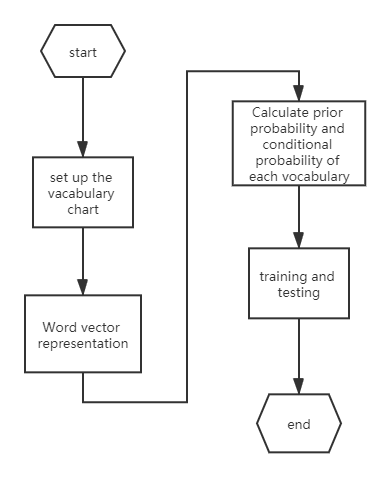 start
set up the
vacabulary
chart
Word vector
representation
Calculate prior
probability and
conditional
probability of
each vocabulary
training and
testing
end